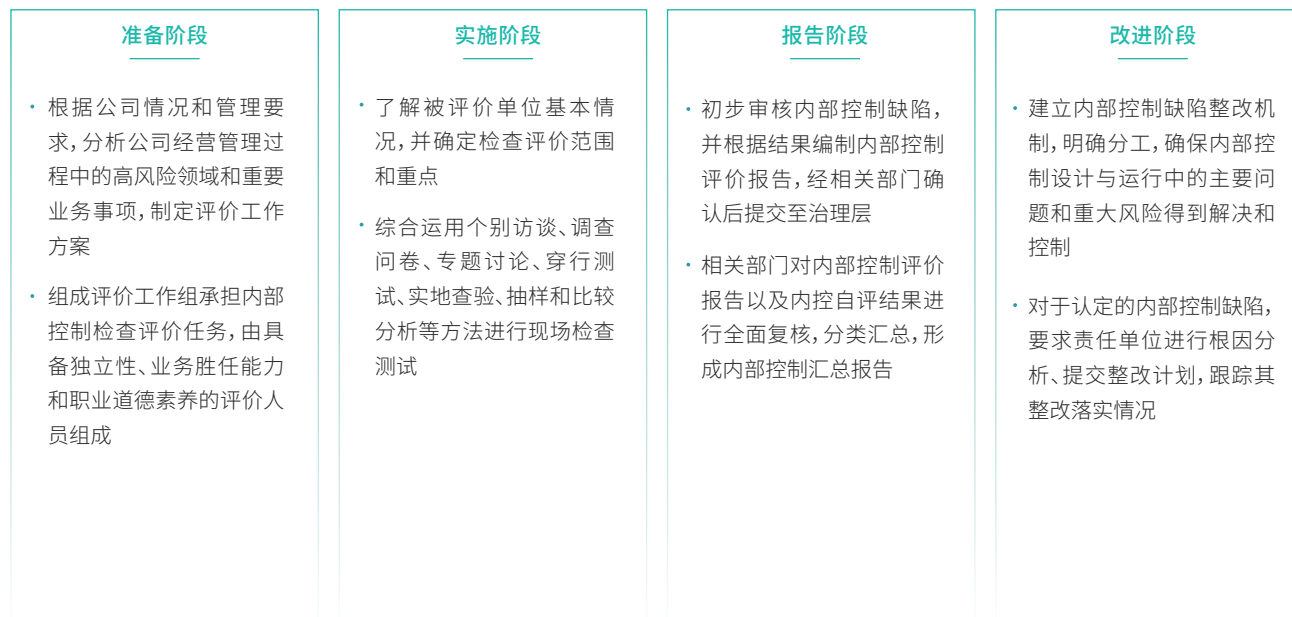 准备阶段
· 根据公司情况和管理要
求，分析公司经营管理过
程中的高风险领域和重要
业务事项，制定评价工作
方案
· 组成评价工作组承担内部
控制检查评价任务，由具
备独立性、业务胜任能力
和职业道德素养的评价人
员组成
实施阶段
· 了解被评价单位基本情
况，并确定检查评价范围
和重点
· 综合运用个别访谈、调查
问卷、专题讨论、穿行测
试、实地查验、抽样和比较
分析等方法进行现场检查
测试
报告阶段
· 初步审核内部控制缺陷，
并根据结果编制内部控制
评价报告，经相关部门确
认后提交至治理层
· 相关部门对内部控制评价
报告以及内控自评结果进
行全面复核，分类汇总，形
成内部控制汇总报告
改进阶段
· 建立内部控制缺陷整改机
制，明确分工，确保内部控
制设计与运行中的主要问
题和重大风险得到解决和
控制
· 对于认定的内部控制缺陷，
要求责任单位进行根因分
析、提交整改计划，跟踪其
整改落实情况